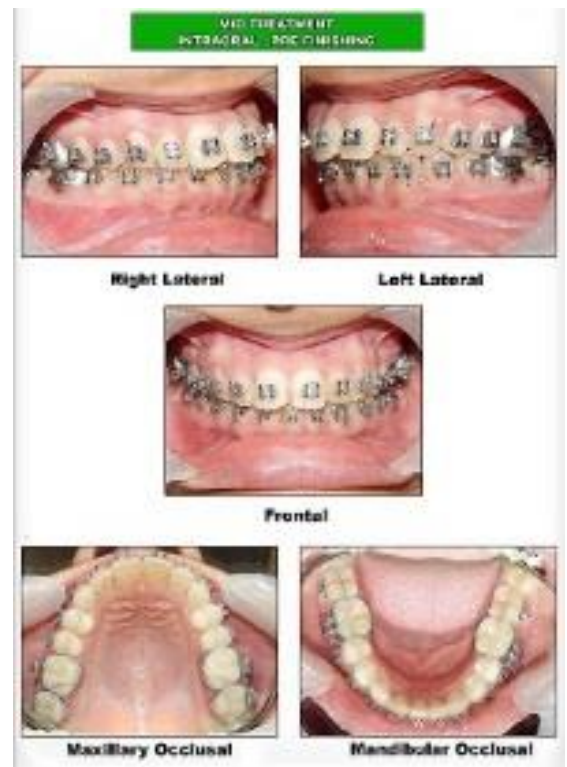 MID TREATMENT
INTRAORAL - PRE FINISHING
Right Lateral
Left Lateral
Frontal
Maxillary Occlusal
Mandibular Occlusal